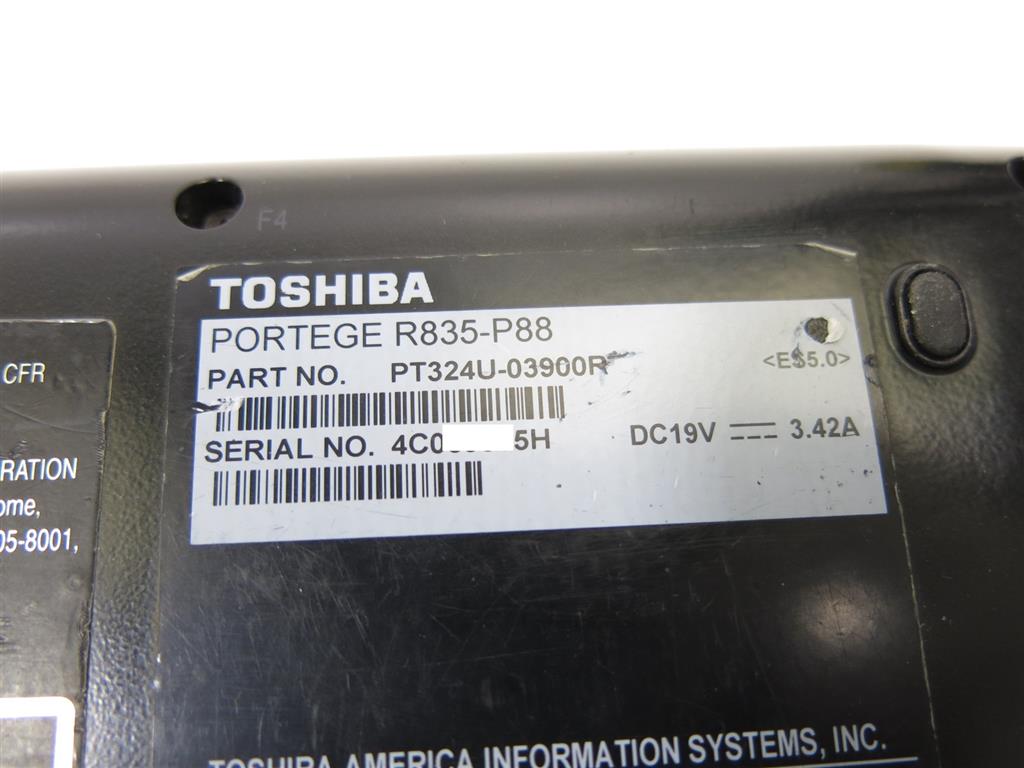 F4
TOSHIBA
PORTEGE R835-P88
PART NO. PT324U-03900R
<ES5.0>
SERIAL NO. 4C0 5H
DC19V 3.42A
CFR
RATION
ome,
05-8001,
TOSHIBA AMERICA INFORMATION SYSTEMS, INC.